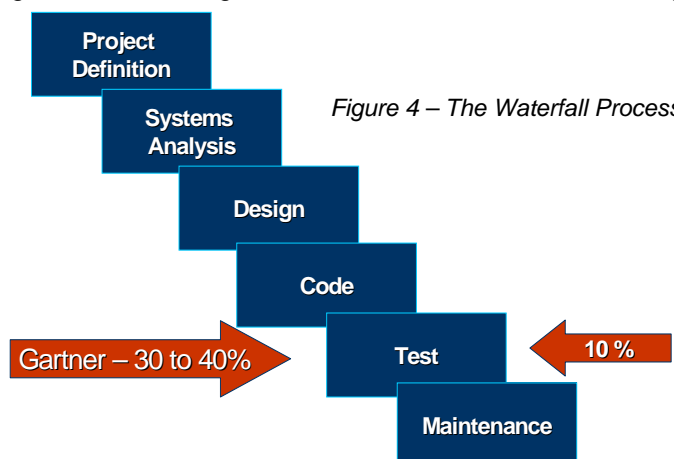 Project
Definition
Figure 4 – The Waterfall Process
Systems
Analysis
Design
Code
Gartner – 30 to 40%
Test
10 %
Maintenance